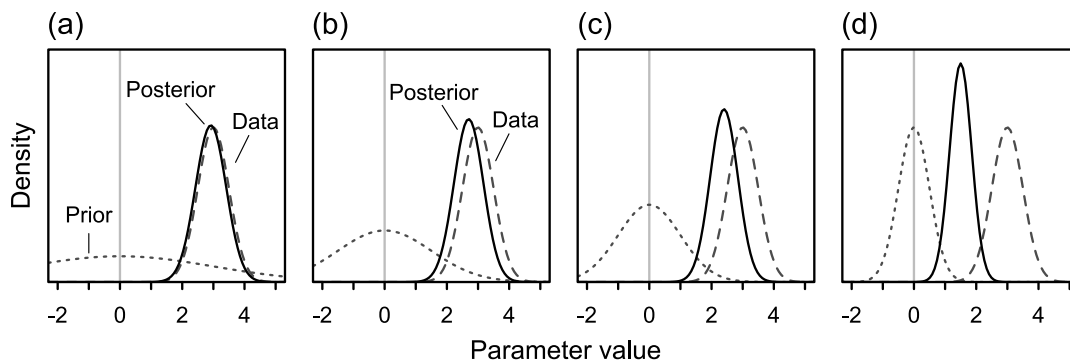 (a) (b) (c) (d)
Posterior
Data
Prior
Posterior
Data
Density
-2 0 2 4 -2 0 2 4 -2 0 2 4 -2 0 2 4
Parameter value